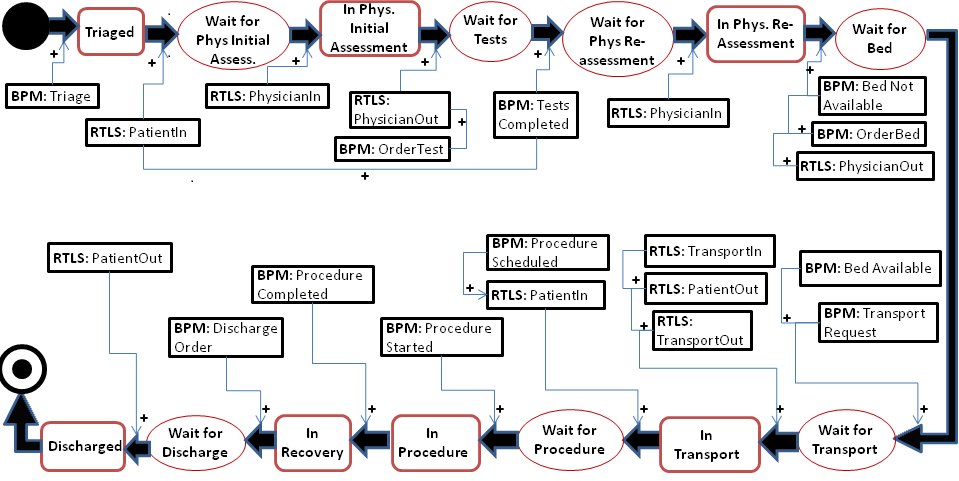 Triaged
Wait for
Phys Initial
Assess.
In Phys.
Initial
Assessment
Wait for
Tests
Wait for
Phys Re-
assessment
In Phys. Re-
Assessment
Wait for
Bed
+
+
+
+
+
+
+
BPM: Triage
RTLS: PatientIn
RTLS: PhysicianIn
RTLS:
PhysicianOut
+
BPM: OrderTest
BPM: Tests
Completed
RTLS: PhysicianIn
BPM: Bed Not
Available
+
BPM: OrderBed
+
RTLS: PhysicianOut
+
RTLS: PatientOut
BPM: Procedure
Completed
BPM: Discharge
Order
BPM: Procedure
Scheduled
+
RTLS: PatientIn
BPM: Procedure
Started
RTLS: TransportIn
+
RTLS: PatientOut
+
RTLS:
TransportOut
BPM: Bed Available
+
BPM: Transport
Request
+
+
+
+
+
+
+
Discharged
Wait for
Discharge
In
Recovery
In
Procedure
Wait for
Procedure
In
Transport
Wait for
Transport